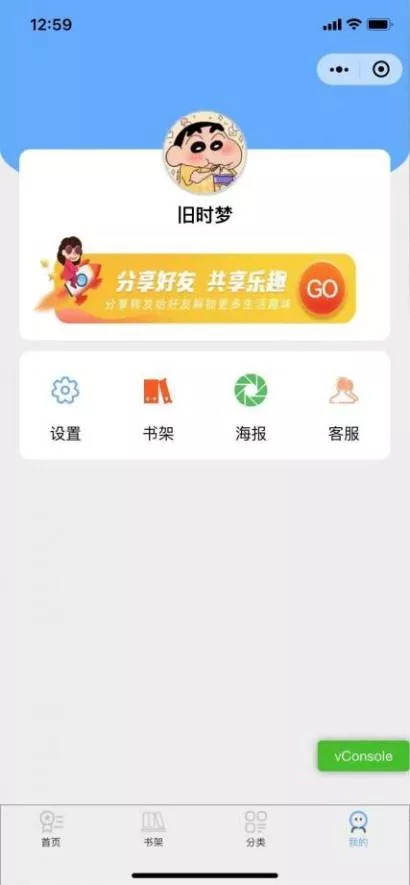 12:59
旧时梦
分享好友 共享乐趣
分享转发给好友解锁更多生活趣味
GO
设置
书架
海报
客服
vConsole
首页
书架
分类
我的